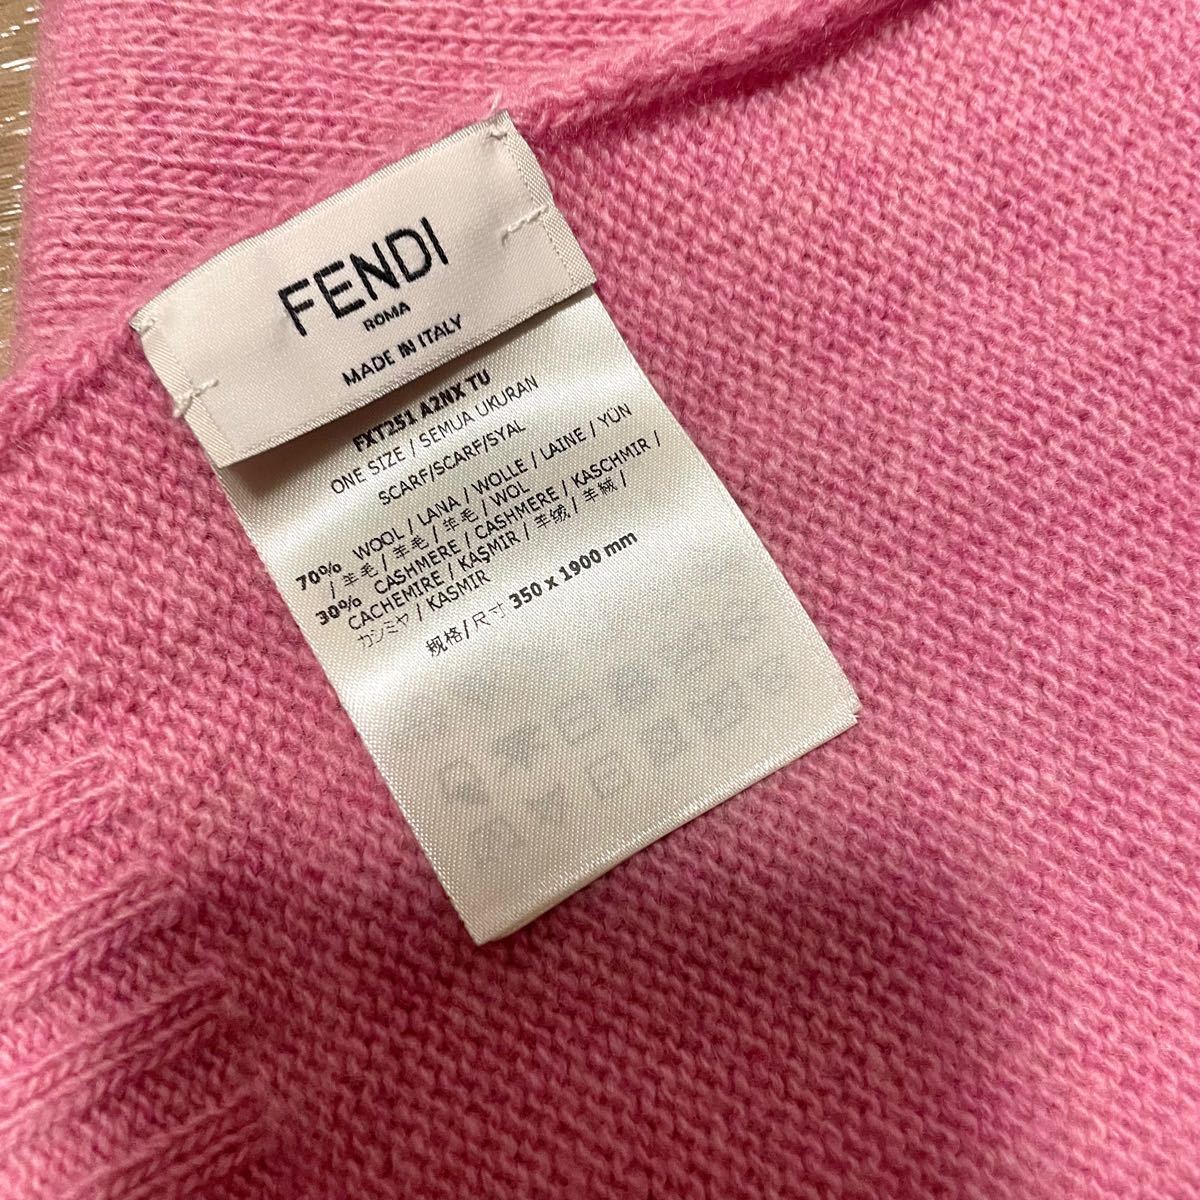 FENDI
ROMA
MADE IN ITALY
FXT251 A2NX TU
ONE SIZE / SEMUA UKURAN
SCARF/SCARF/SYAL
70% WOOL / LANA / WOLLE / LAINE / YÜN
/ 羊毛 / 羊毛 / 羊毛 / WOL
30% CASHMERE / CASHMERE / KASCHMIR /
CACHEMIRE / KAŞMIR / 羊绒 / 羊絨 /
カシミヤ / KASMIR
规格/尺寸 350 x 1900 mm